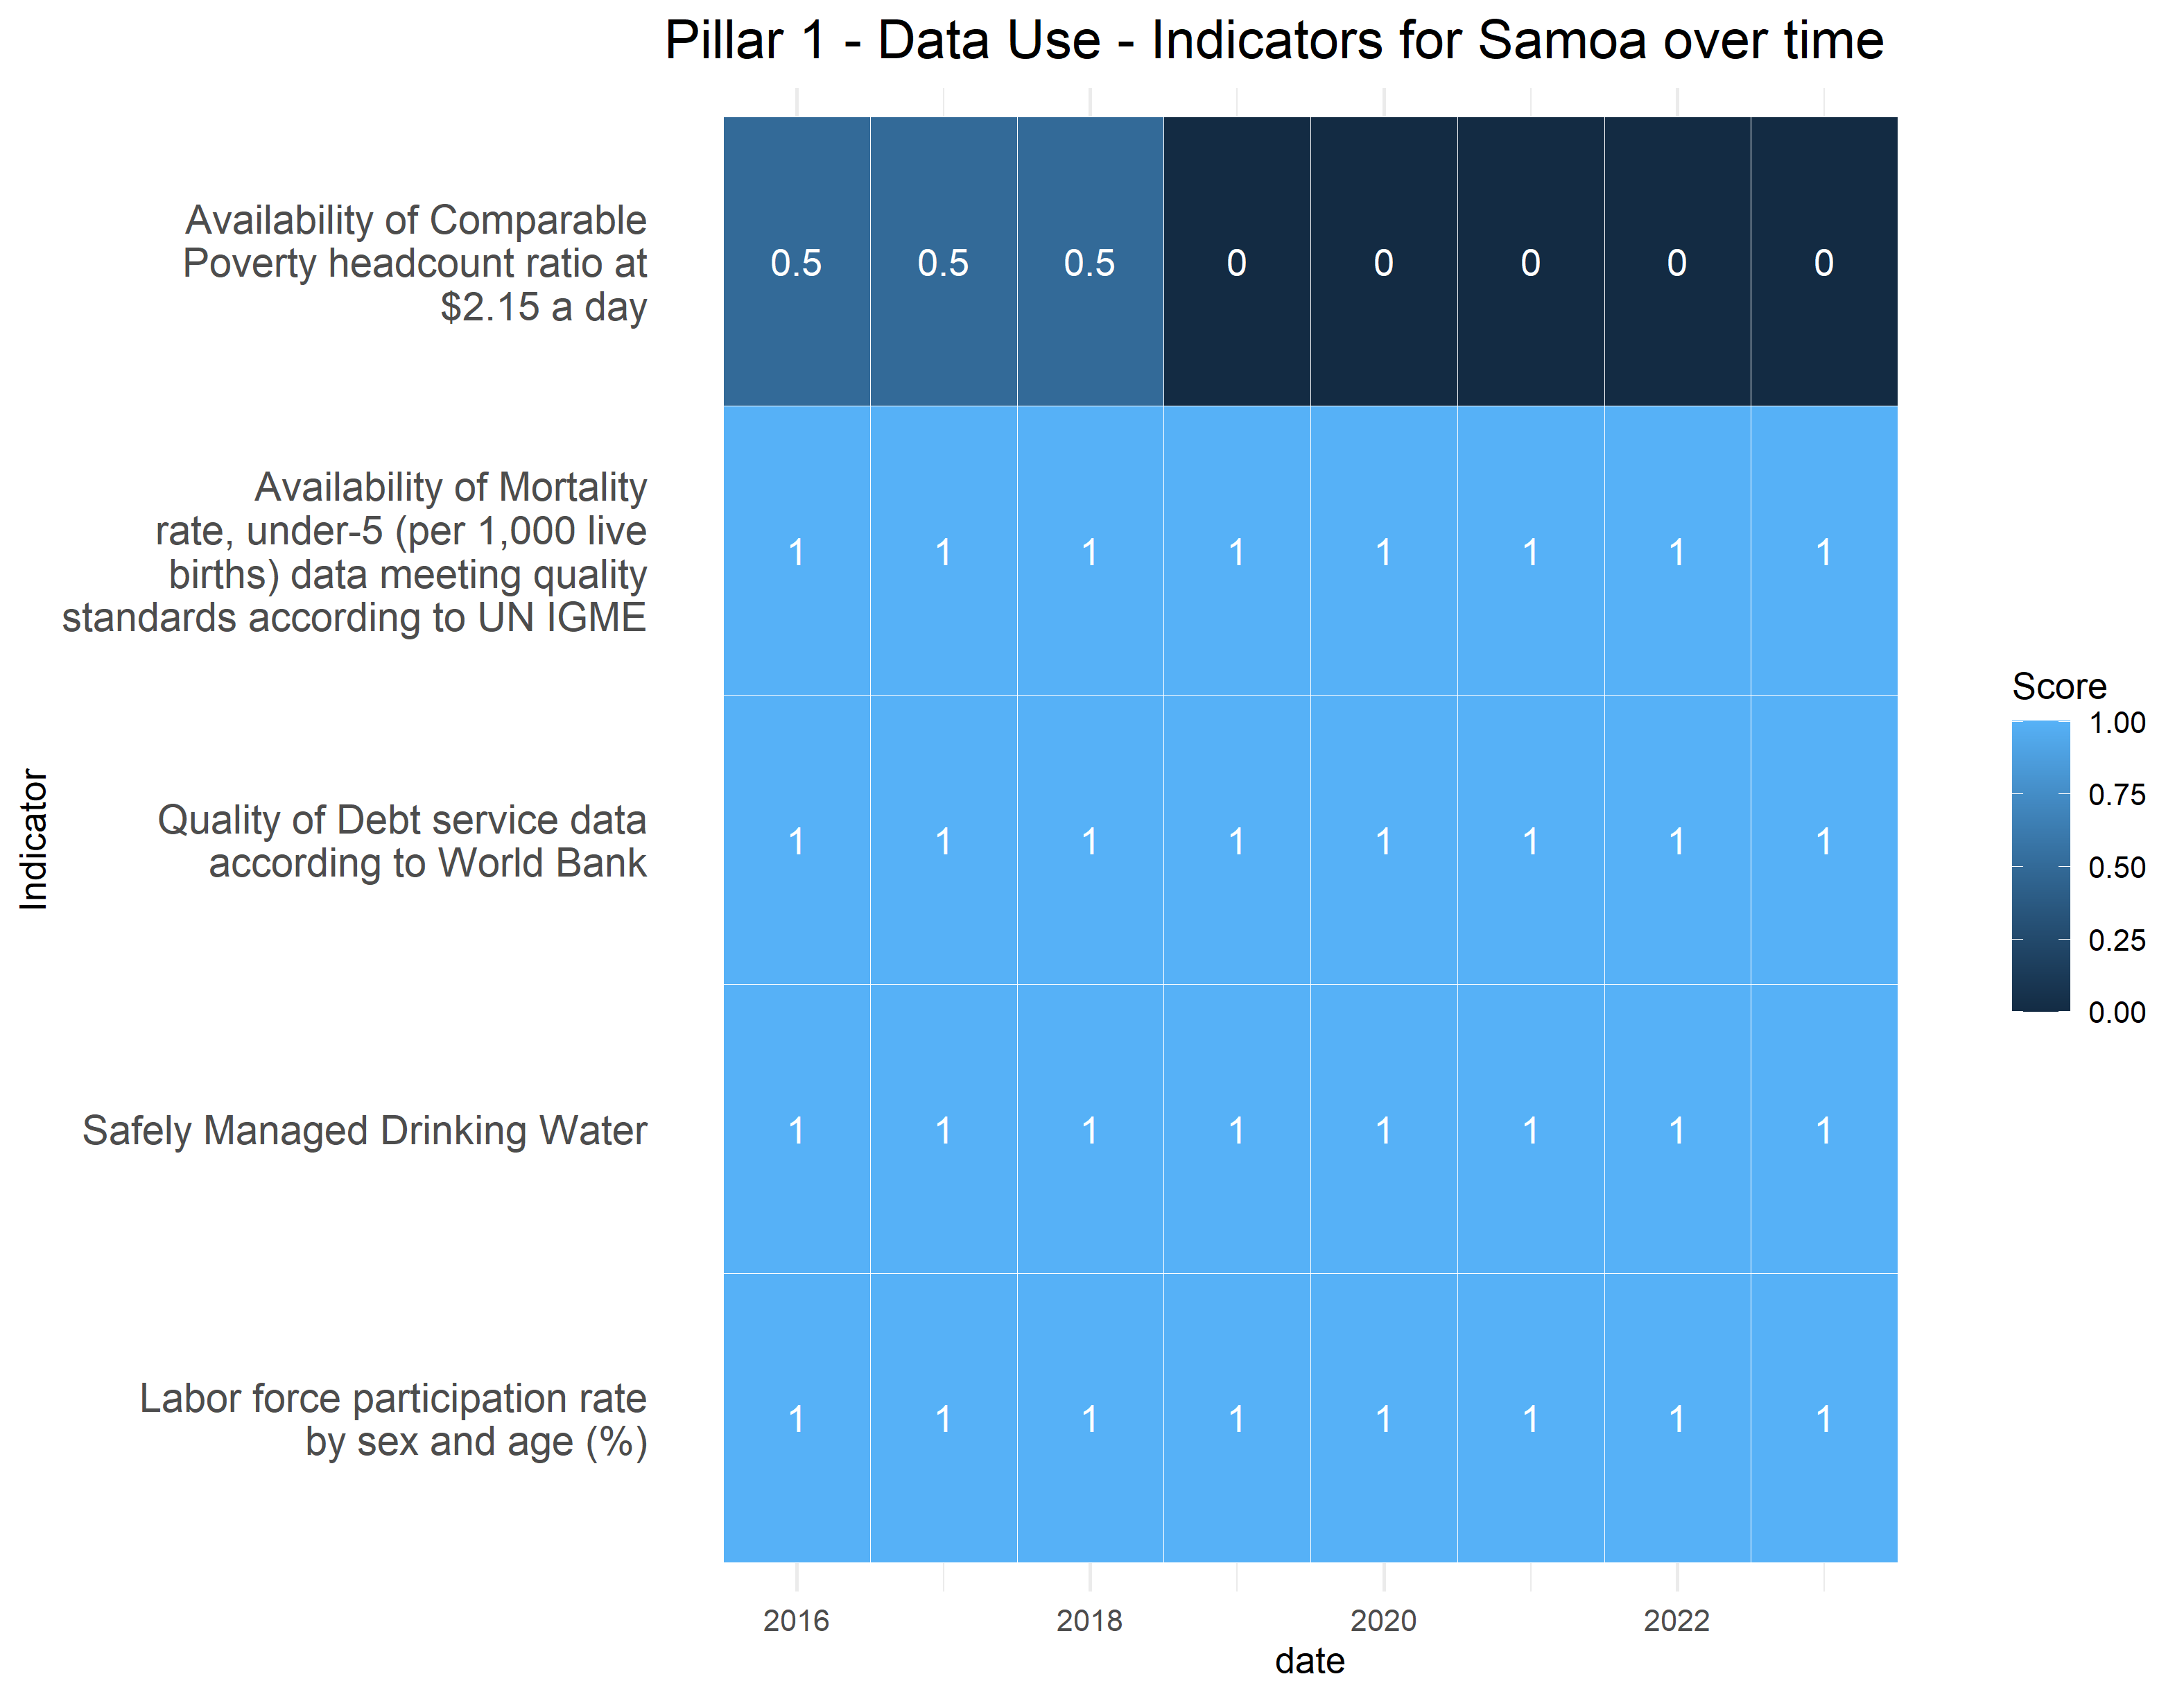 Pillar 1 - Data Use - Indicators for Samoa over time
Indicator
Availability of Comparable
Poverty headcount ratio at
$2.15 a day
0.5 0.5 0.5 0 0 0 0 0
Availability of Mortality
rate, under-5 (per 1,000 live
births) data meeting quality
standards according to UN IGME
1 1 1 1 1 1 1 1
Quality of Debt service data
according to World Bank
1 1 1 1 1 1 1 1
Safely Managed Drinking Water
1 1 1 1 1 1 1 1
Labor force participation rate
by sex and age (%)
1 1 1 1 1 1 1 1
2016 2018 2020 2022
date
Score
1.00
0.75
0.50
0.25
0.00